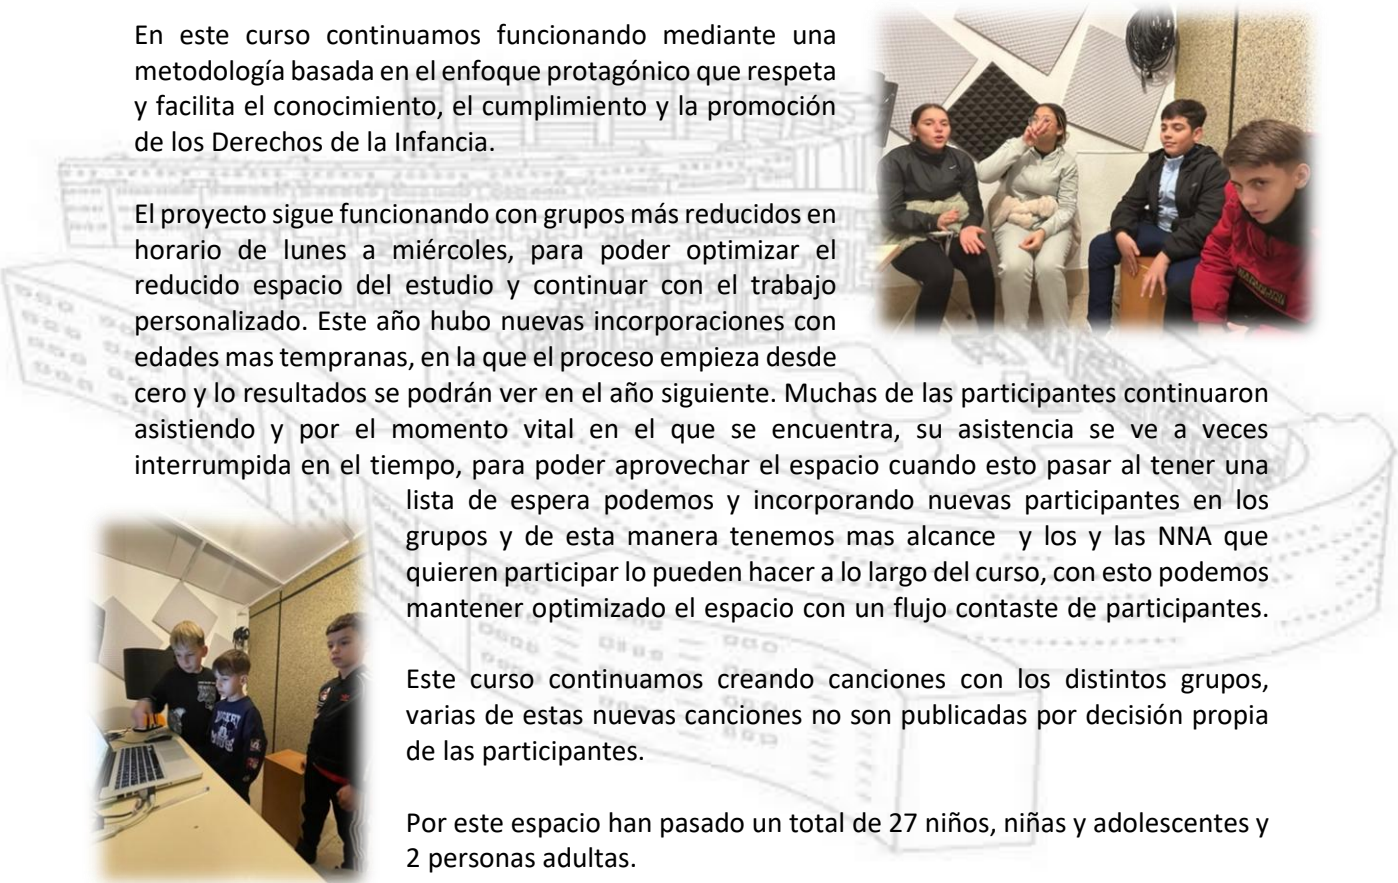 En este curso continuamos funcionando mediante una
metodología basada en el enfoque protagónico que respeta
y facilita el conocimiento, el cumplimiento y la promoción
de los Derechos de la Infancia.
El proyecto sigue funcionando con grupos más reducidos en
horario de lunes a miércoles, para poder optimizar el
reducido espacio del estudio y continuar con el trabajo
personalizado. Este año hubo nuevas incorporaciones con
edades mas tempranas, en la que el proceso empieza desde
cero y lo resultados se podrán ver en el año siguiente. Muchas de las participantes continuaron
asistiendo y por el momento vital en el que se encuentra, su asistencia se ve a veces
interrumpida en el tiempo, para poder aprovechar el espacio cuando esto pasar al tener una
lista de espera podemos y incorporando nuevas participantes en los
grupos y de esta manera tenemos mas alcance y los y las NNA que
quieren participar lo pueden hacer a lo largo del curso, con esto podemos
mantener optimizado el espacio con un flujo contaste de participantes.
Este curso continuamos creando canciones con los distintos grupos,
varias de estas nuevas canciones no son publicadas por decisión propia
de las participantes.
Por este espacio han pasado un total de 27 niños, niñas y adolescentes y
2 personas adultas.